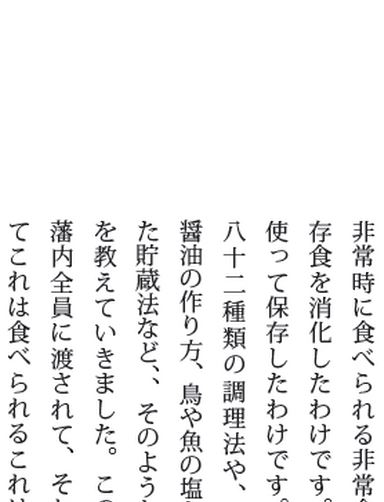 非常時に食べられる非常
存食を消化したわけです。
使って保存したわけです。
八十二種類の調理法や、
醤油の作り方、鳥や魚の塩
た貯蔵法など、、そのよう
を教えていきました。この
藩内全員に渡されて、それ
てこれは食べられるこれは